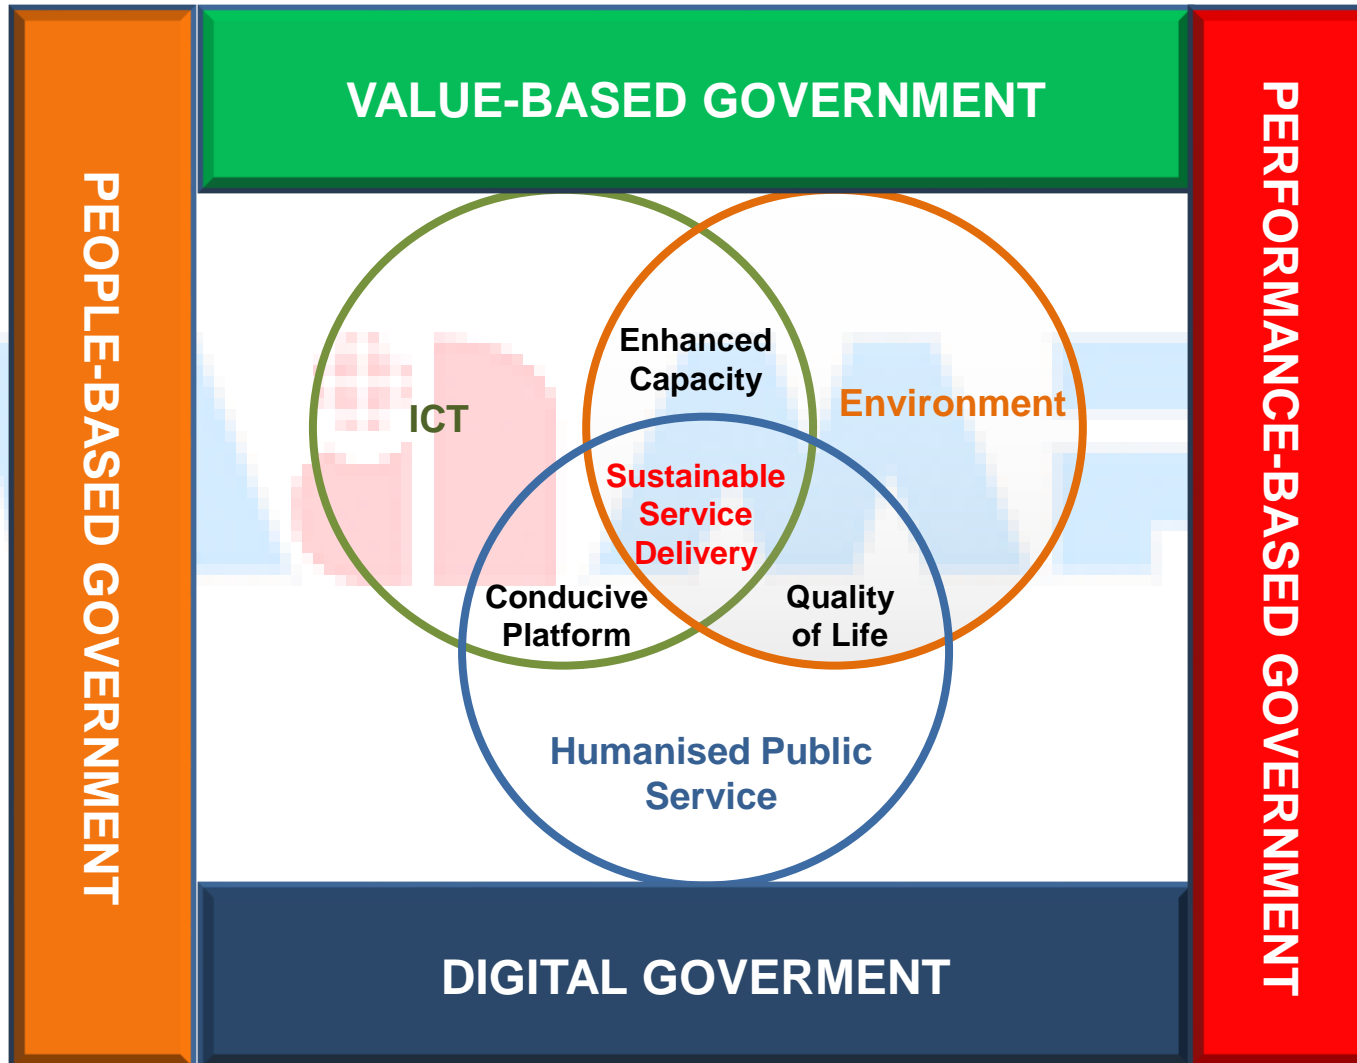 VALUE-BASED GOVERNMENT
PEOPLE-BASED GOVERNMENT
PERFORMANCE-BASED GOVERNMENT
Enhanced
Capacity
ICT
Environment
Sustainable
Service
Delivery
Conducive
Platform
Quality
of Life
Humanised Public
Service
DIGITAL GOVERMENT